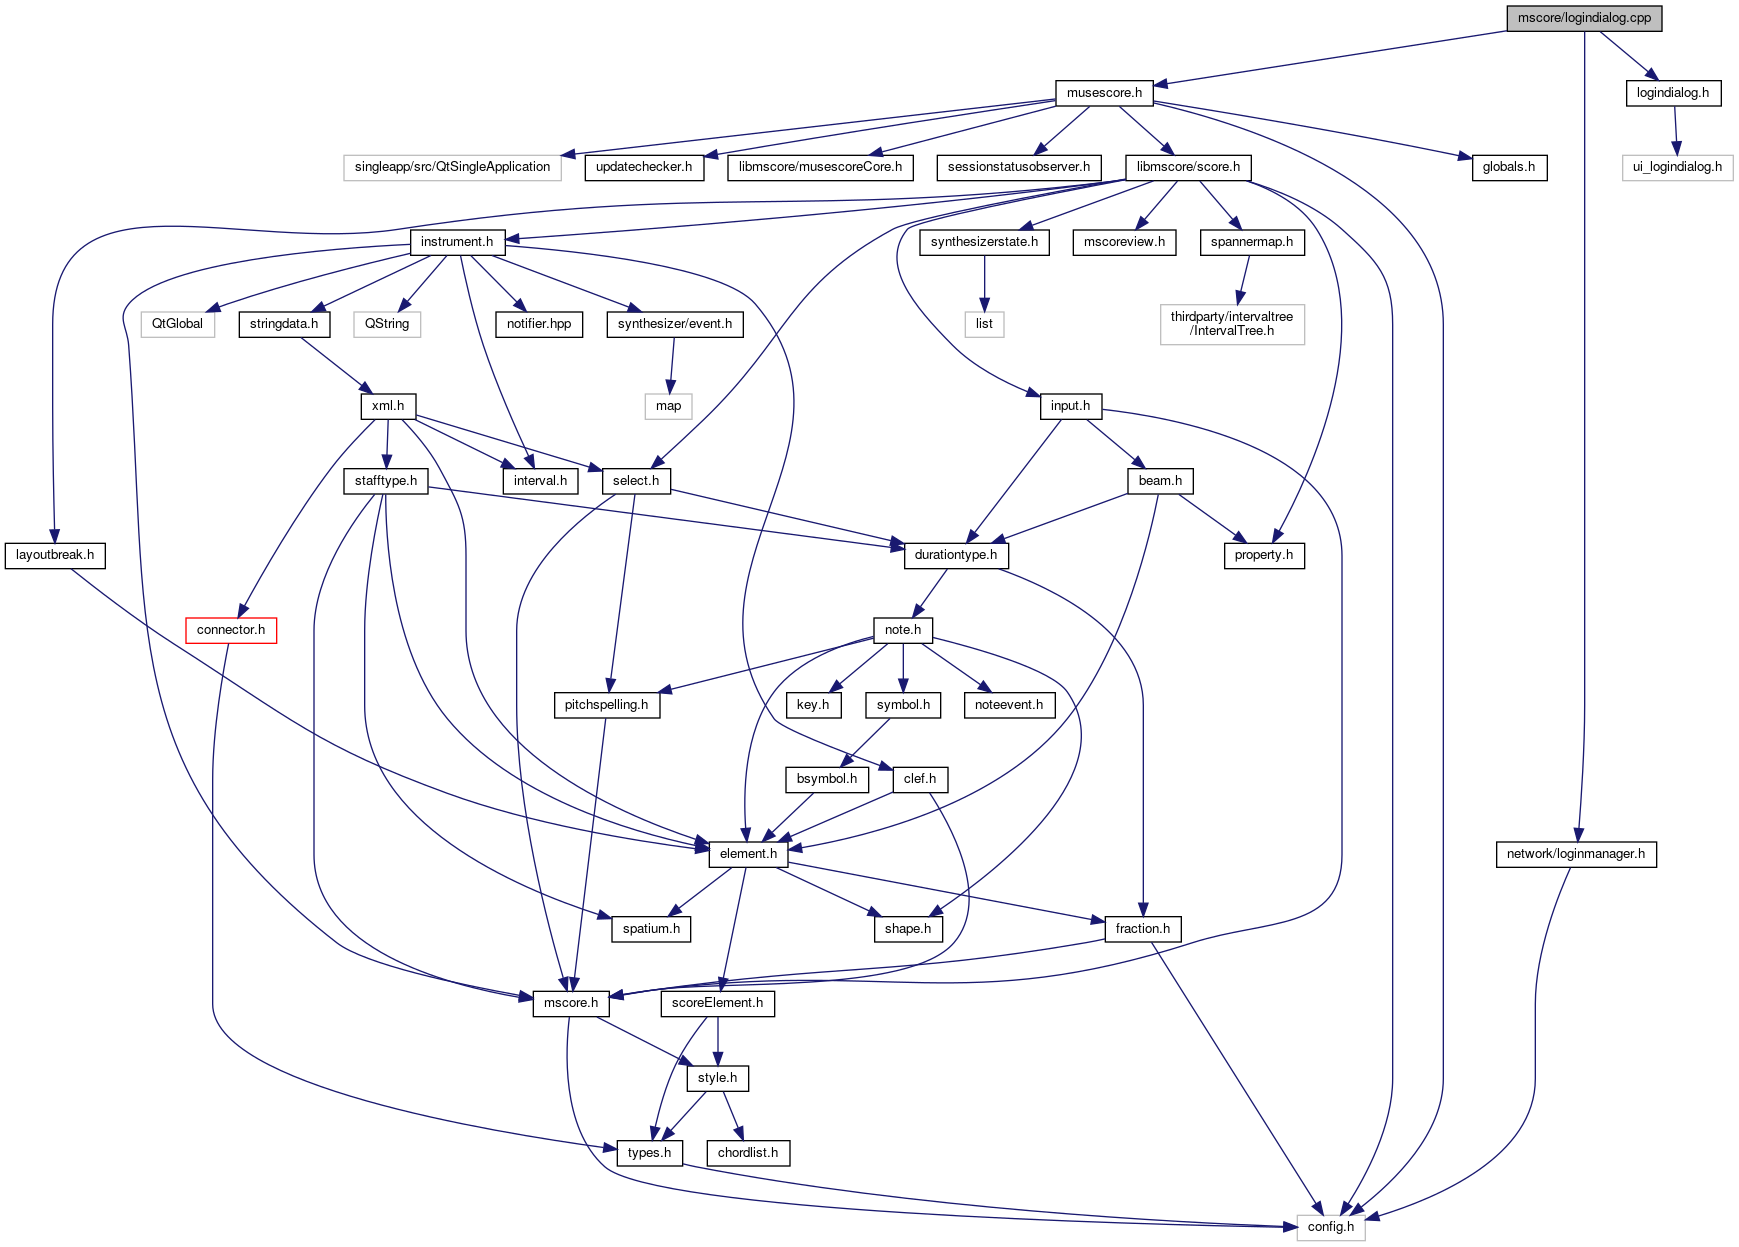 mscore/logindialog.cpp
musescore.h
logindialog.h
singleapp/src/QtSingleApplication
updatechecker.h
libmscore/musescoreCore.h
sessionstatusobserver.h
libmscore/score.h
globals.h
ui_logindialog.h
instrument.h
synthesizerstate.h
mscoreview.h
spannermap.h
QtGlobal
stringdata.h
QString
notifier.hpp
synthesizer/event.h
list
thirdparty/intervaltree
/IntervalTree.h
xml.h
map
input.h
stafftype.h
interval.h
select.h
beam.h
layoutbreak.h
durationtype.h
property.h
connector.h
note.h
pitchspelling.h
key.h
symbol.h
noteevent.h
bsymbol.h
clef.h
element.h
network/loginmanager.h
spatium.h
shape.h
fraction.h
mscore.h
scoreElement.h
style.h
types.h
chordlist.h
config.h